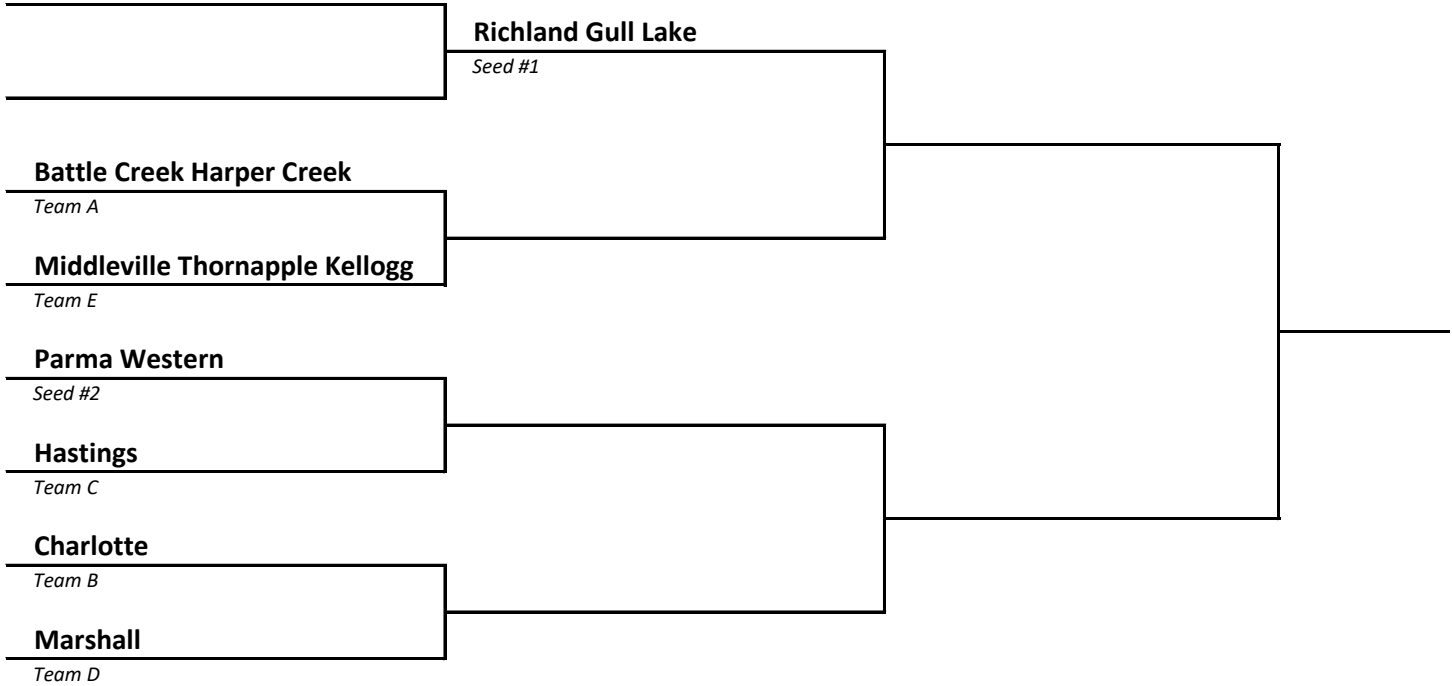 Richland Gull Lake
Seed #1
Battle Creek Harper Creek
Team A
Middleville Thornapple Kellogg
Team E
Parma Western
Seed #2
Hastings
Team C
Charlotte
Team B
Marshall
Team D